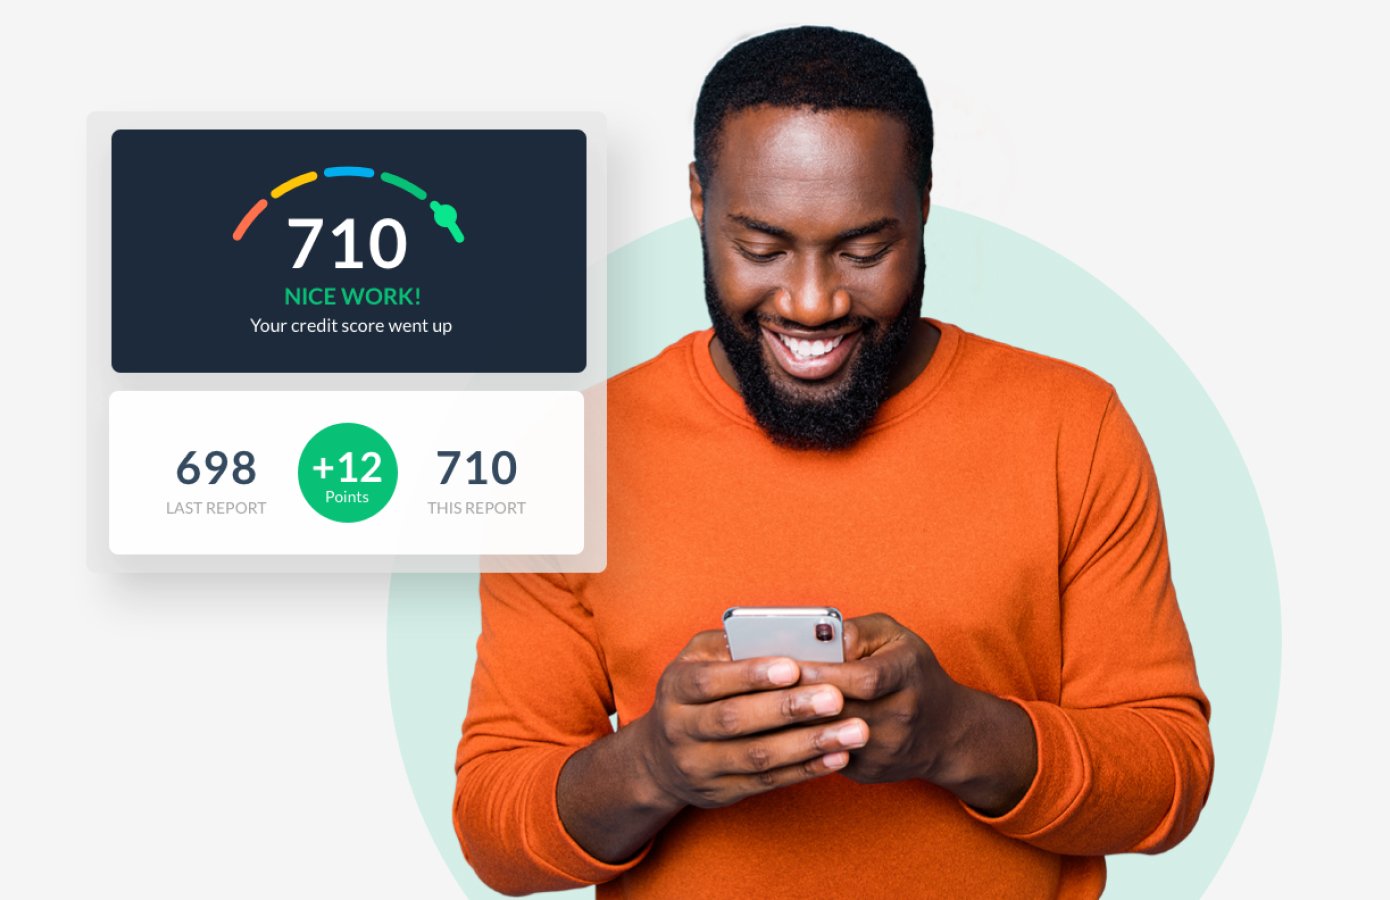 710
NICE WORK!
Your credit score went up
698
LAST REPORT
+12
Points
710
THIS REPORT